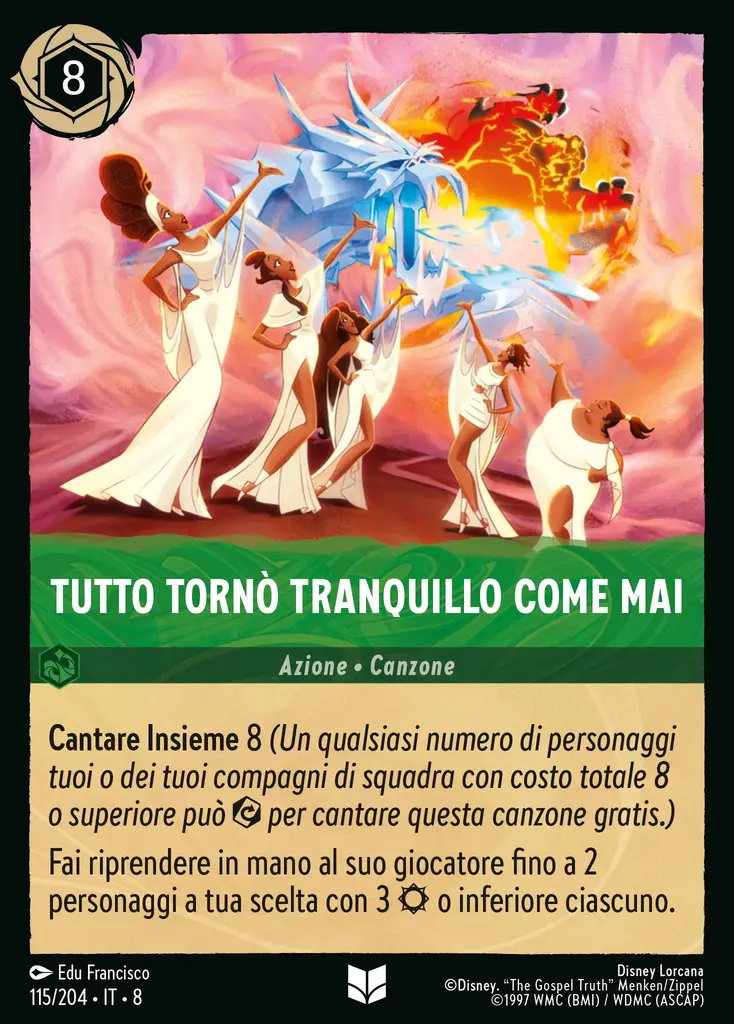 8
TUTTO TORNÒ TRANQUILLO COME MAI
Azione • Canzone
Cantare Insieme 8 (Un qualsiasi numero di personaggi
tuoi o dei tuoi compagni di squadra con costo totale 8
o superiore può per cantare questa canzone gratis.)
Fai riprendere in mano al suo giocatore fino a 2
personaggi a tua scelta con 3 o inferiore ciascuno.
Edu Francisco
115/204 • IT • 8
Disney Lorcana
©Disney. “The Gospel Truth” Menken/Zippel
©1997 WMC (BMI) / WDMC (ASCAP)